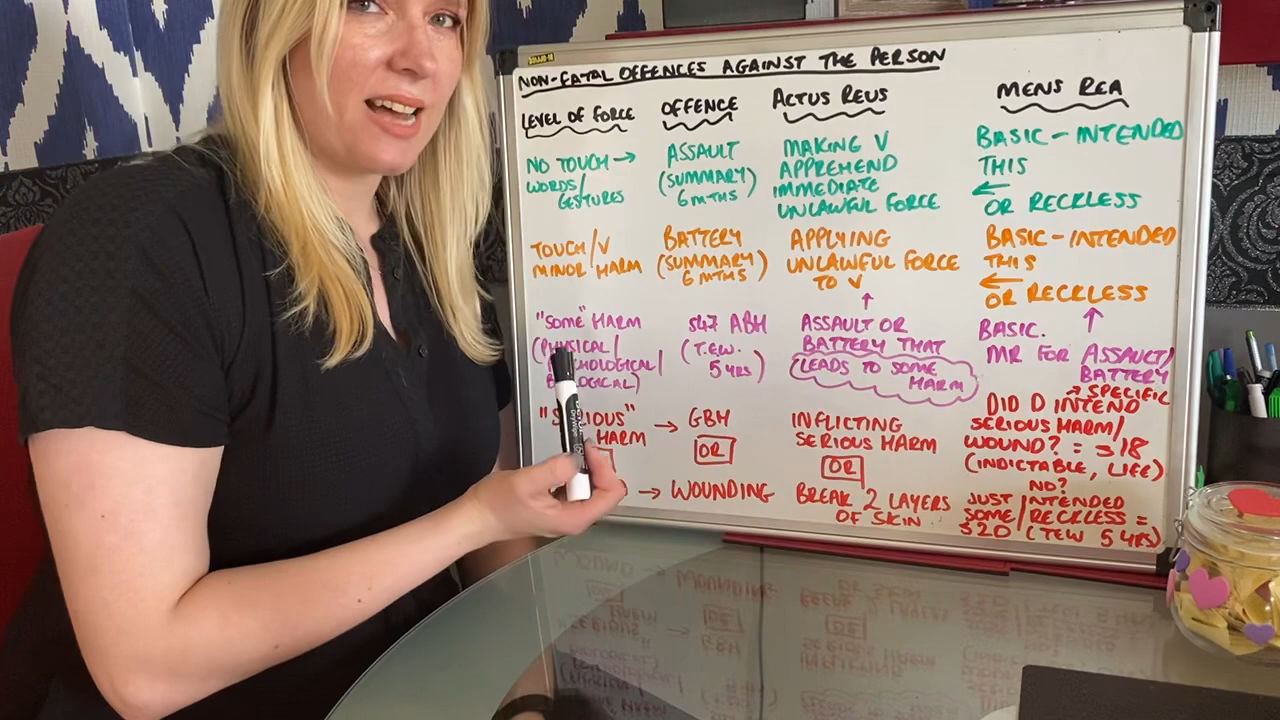 NON-FATAL OFFENCES AGAINST THE PERSON
LEVEL OF FORCE
OFFENCE
ACTUS REUS
MENS REA
NO TOUCH →
WORDS/
GESTURES
ASSAULT
(SUMMARY)
6 MTHS
MAKING V
APPREHEND
IMMEDIATE
UNLAWFUL FORCE
BASIC - INTENDED
THIS
←
OR RECKLESS
TOUCH/V
MINOR HARM
BATTERY
(SUMMARY)
6 MTHS
APPLYING
UNLAWFUL FORCE
TO V
BASIC - INTENDED
THIS
←
OR RECKLESS
"SOME" HARM
(PHYSICAL/
PSYCHOLOGICAL/
BIOLOGICAL)
S47 ABH
(T.E.W.
5 YRS)
↑
ASSAULT OR
BATTERY THAT
(LEADS TO SOME
HARM)
BASIC. ↑
MR FOR ASSAULT/
BATTERY
"SERIOUS"
HARM
→ GBH
OR
→ WOUNDING
INFLICTING
SERIOUS HARM
OR
BREAK 2 LAYERS
OF SKIN
SPECIFIC
DID D INTEND
SERIOUS HARM/
WOUND? = S18
(INDICTABLE, LIFE)
NO?
JUST INTENDED
SOME/RECKLESS =
S20 (TEW 5 YRS)